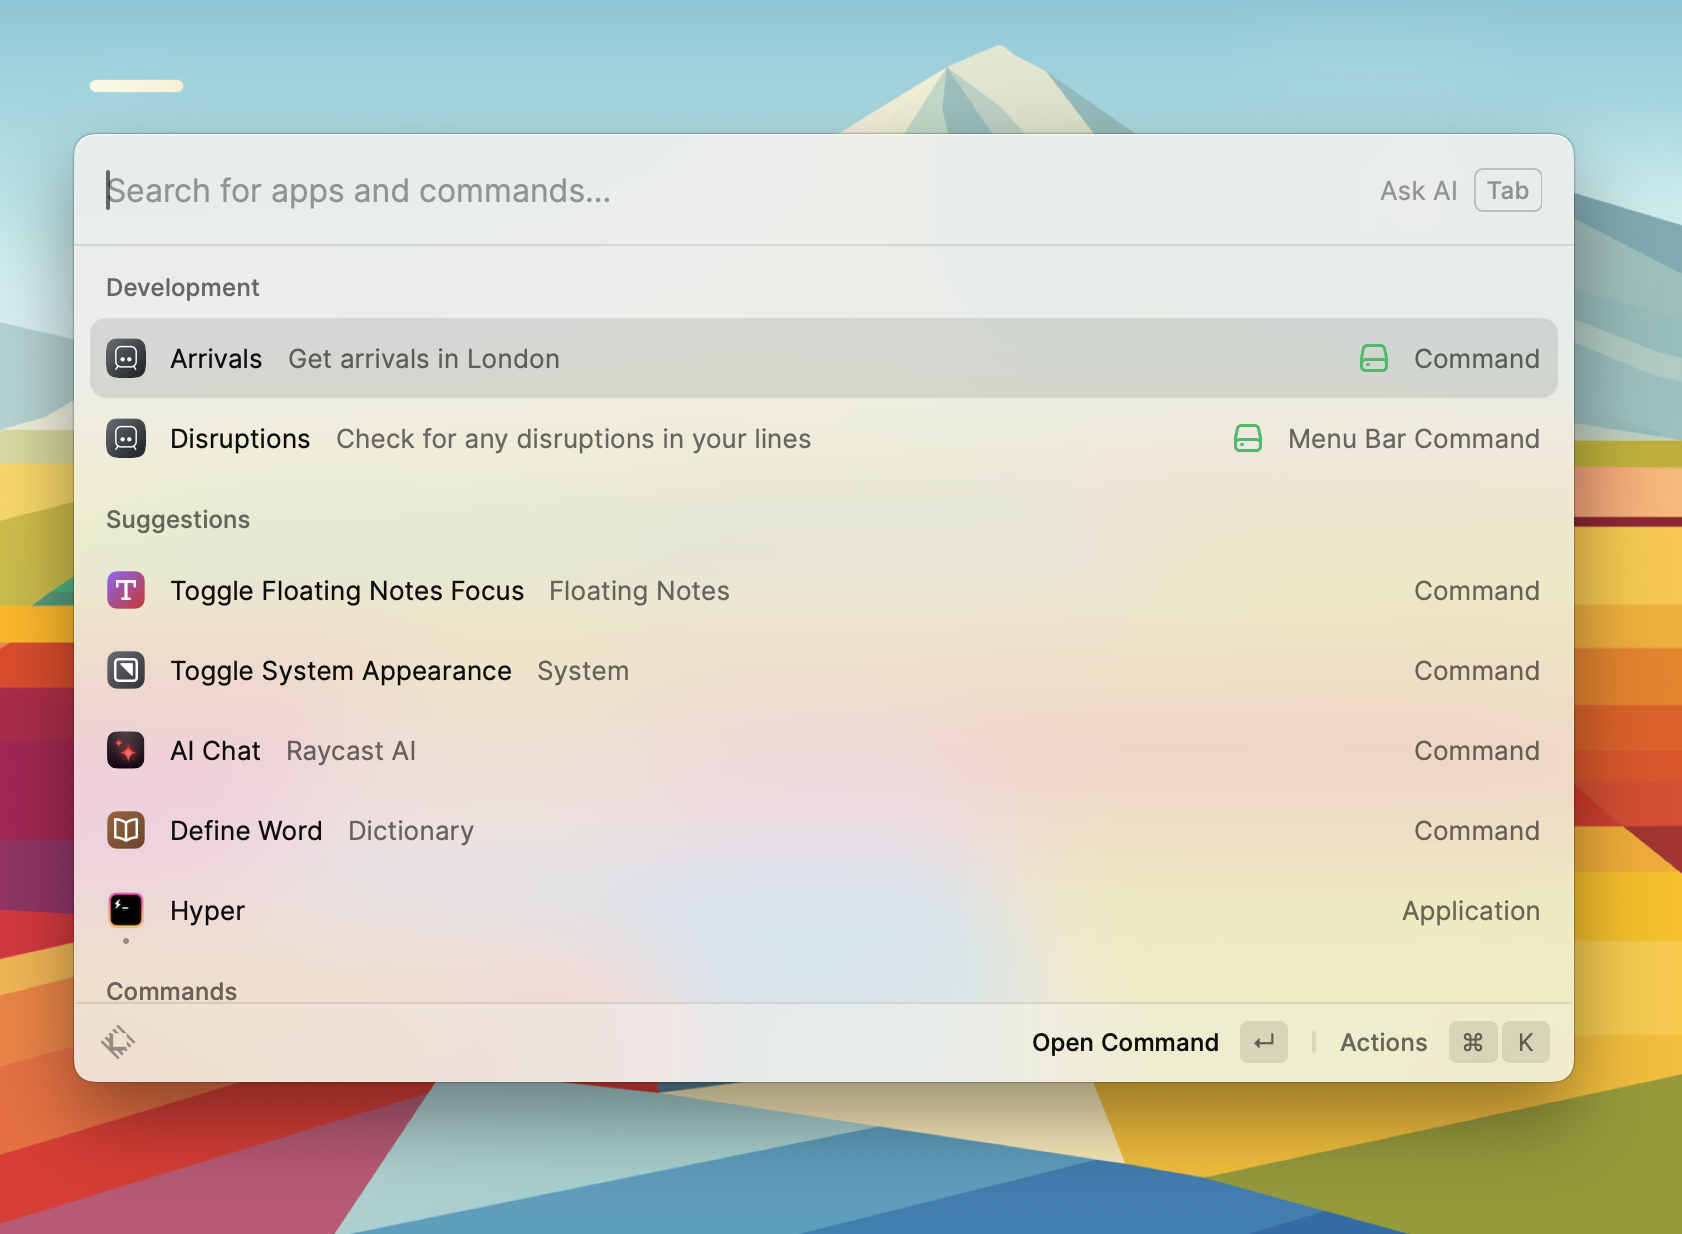 Search for apps and commands... Ask AI Tab
Development
Arrivals Get arrivals in London Command
Disruptions Check for any disruptions in your lines Menu Bar Command
Suggestions
T Toggle Floating Notes Focus Floating Notes Command
Toggle System Appearance System Command
AI Chat Raycast AI Command
Define Word Dictionary Command
Hyper Application
Commands
Open Command ↵ | Actions ⌘ K